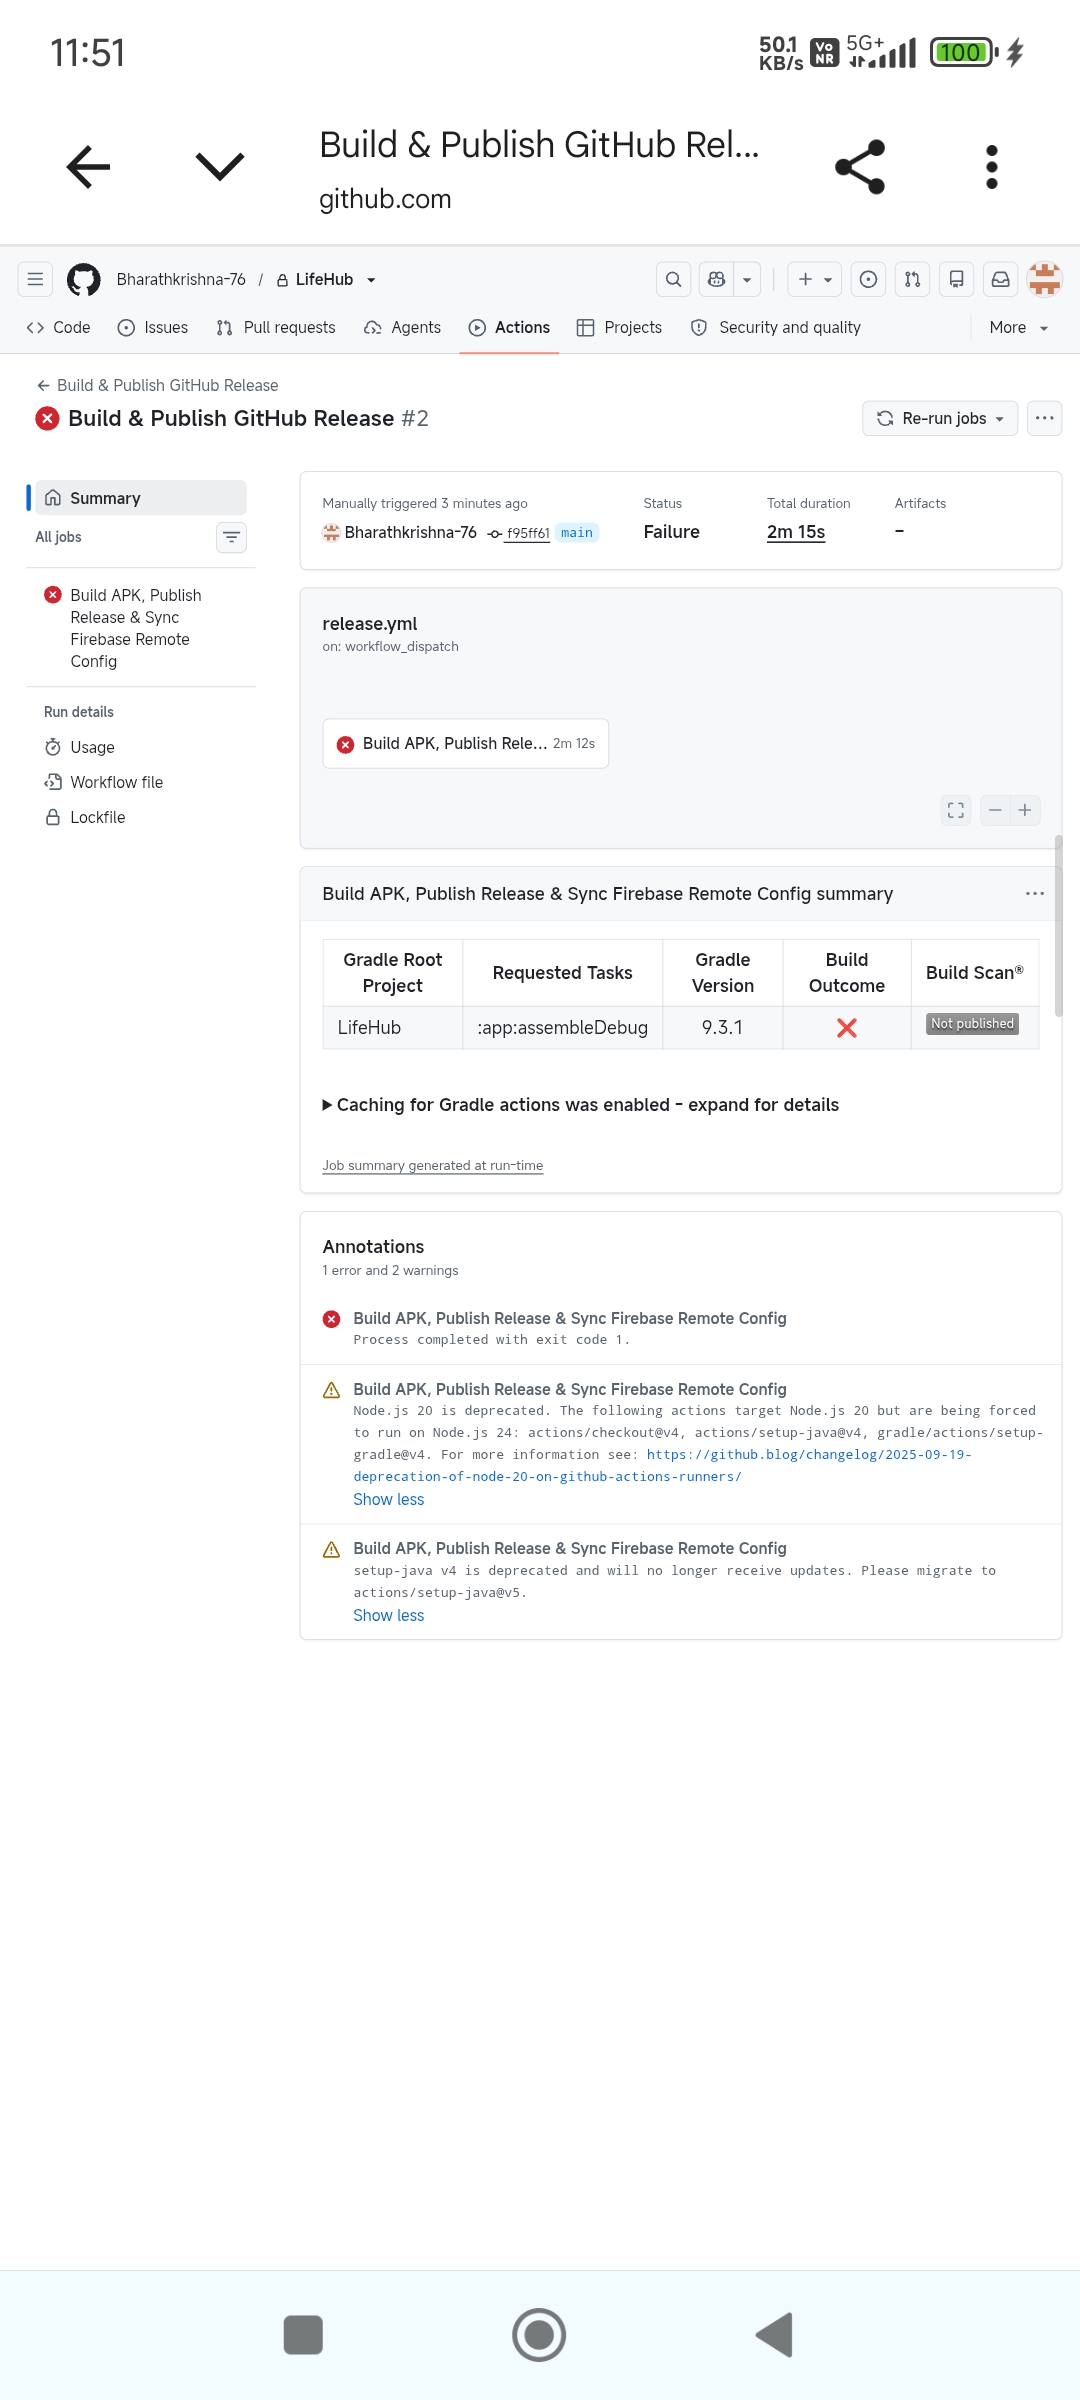 11:51
50.1 KB/s
Vo NR
5G+
100
Build & Publish GitHub Rel...
github.com
Bharathkrishna-76 / LifeHub
Code
Issues
Pull requests
Agents
Actions
Projects
Security and quality
More
Build & Publish GitHub Release
Build & Publish GitHub Release #2
Re-run jobs
Summary
All jobs
Build APK, Publish
Release & Sync
Firebase Remote
Config
Run details
Usage
Workflow file
Lockfile
Manually triggered 3 minutes ago
Bharathkrishna-76 f95ff61 main
Status
Failure
Total duration
2m 15s
Artifacts
–
release.yml
on: workflow_dispatch
Build APK, Publish Rele... 2m 12s
Build APK, Publish Release & Sync Firebase Remote Config summary
Gradle Root Project
Requested Tasks
Gradle Version
Build Outcome
Build Scan®
LifeHub
:app:assembleDebug
9.3.1
Not published
Caching for Gradle actions was enabled - expand for details
Job summary generated at run-time
Annotations
1 error and 2 warnings
Build APK, Publish Release & Sync Firebase Remote Config
Process completed with exit code 1.
Build APK, Publish Release & Sync Firebase Remote Config
Node.js 20 is deprecated. The following actions target Node.js 20 but are being forced
to run on Node.js 24: actions/checkout@v4, actions/setup-java@v4, gradle/actions/setup-
gradle@v4. For more information see: https://github.blog/changelog/2025-09-19-
deprecation-of-node-20-on-github-actions-runners/
Show less
Build APK, Publish Release & Sync Firebase Remote Config
setup-java v4 is deprecated and will no longer receive updates. Please migrate to
actions/setup-java@v5.
Show less